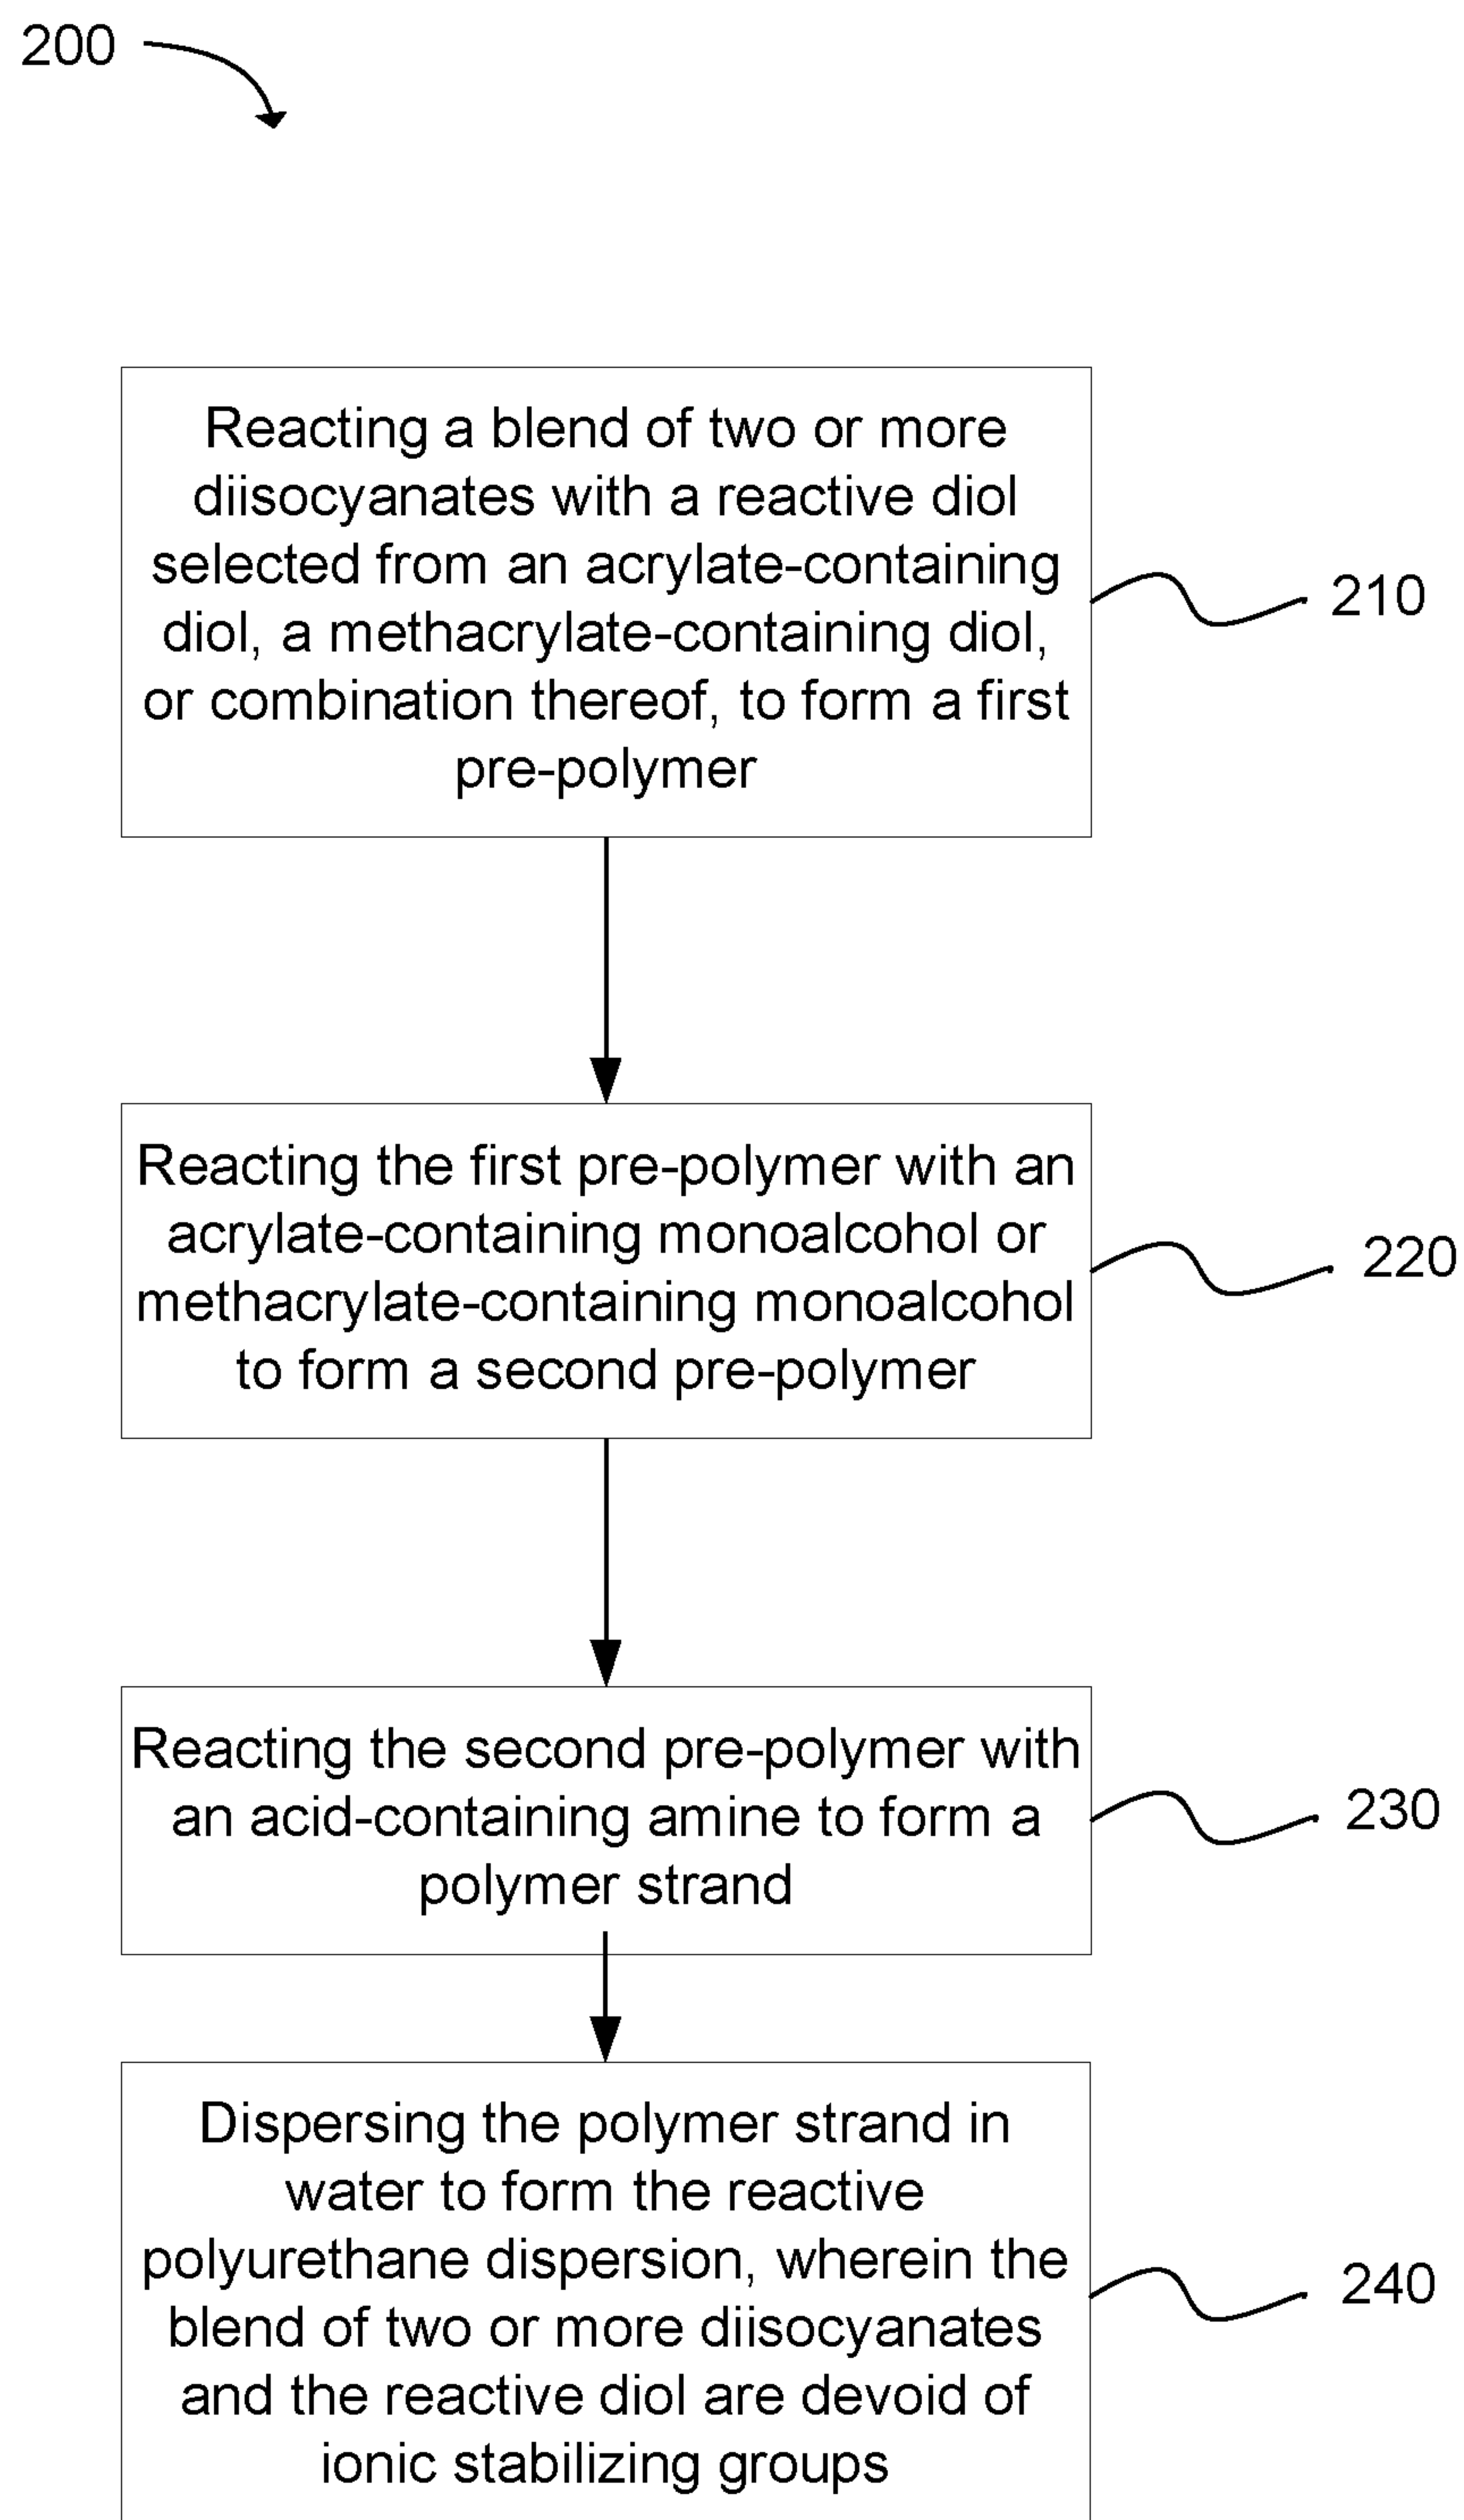 200
Reacting a blend of two or more
diisocyanates with a reactive diol
selected from an acrylate-containing
diol, a methacrylate-containing diol,
or combination thereof, to form a first
pre-polymer
210
Reacting the first pre-polymer with an
acrylate-containing monoalcohol or
methacrylate-containing monoalcohol
to form a second pre-polymer
220
Reacting the second pre-polymer with
an acid-containing amine to form a
polymer strand
230
Dispersing the polymer strand in
water to form the reactive
polyurethane dispersion, wherein the
blend of two or more diisocyanates
and the reactive diol are devoid of
ionic stabilizing groups
240